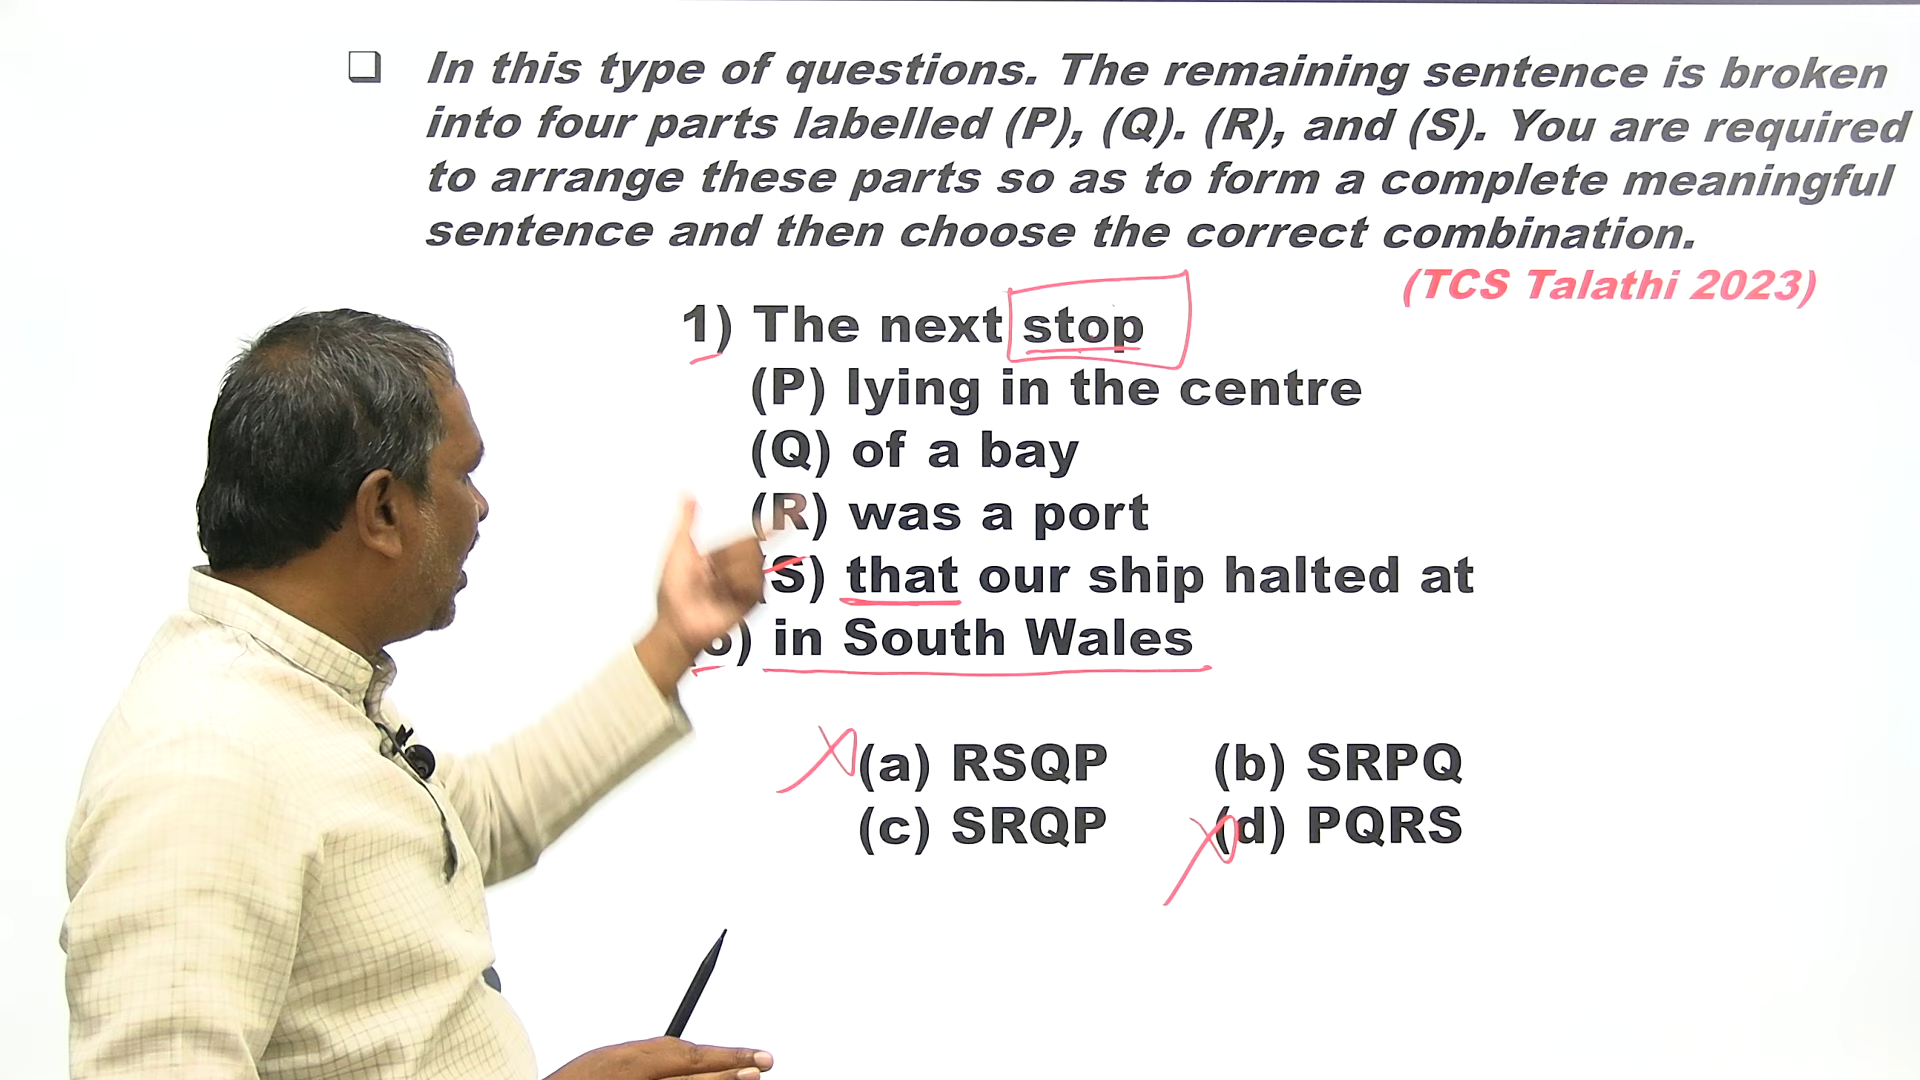 In this type of questions. The remaining sentence is broken
into four parts labelled (P), (Q). (R), and (S). You are required
to arrange these parts so as to form a complete meaningful
sentence and then choose the correct combination.
(TCS Talathi 2023)
1) The next stop
(P) lying in the centre
(Q) of a bay
(R) was a port
(S) that our ship halted at
6) in South Wales
(a) RSQP (b) SRPQ
(c) SRQP (d) PQRS